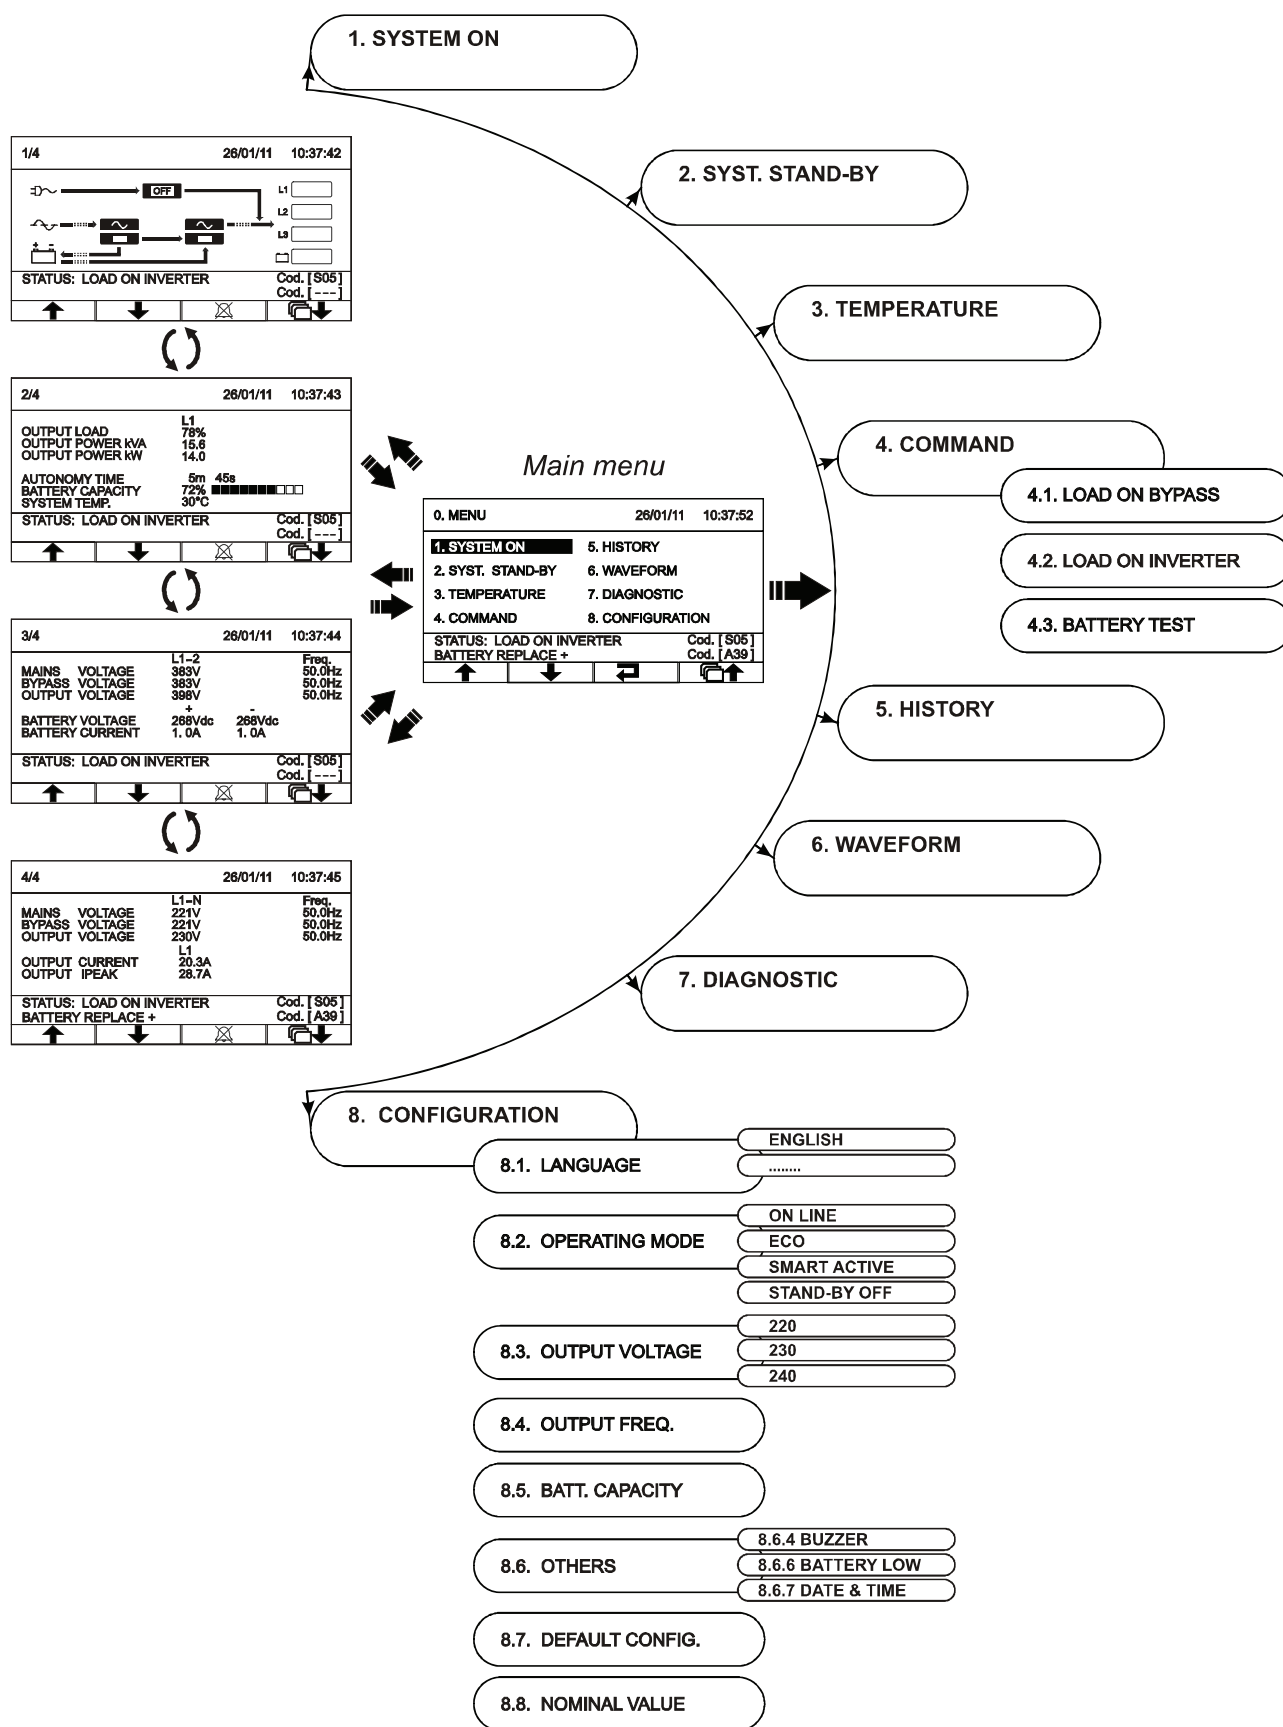 1. SYSTEM ON
2. SYST. STAND-BY
3. TEMPERATURE
4. COMMAND
4.1. LOAD ON BYPASS
4.2. LOAD ON INVERTER
4.3. BATTERY TEST
5. HISTORY
6. WAVEFORM
7. DIAGNOSTIC
1/4 26/01/11 10:37:42
OFF
L1
L2
L3
+ -
STATUS: LOAD ON INVERTER Cod. [S05]
Cod. [---]
2/4 26/01/11 10:37:43
L1
OUTPUT LOAD 78%
OUTPUT POWER kVA 15.6
OUTPUT POWER kW 14.0
AUTONOMY TIME 5m 45s
BATTERY CAPACITY 72%
SYSTEM TEMP. 30°C
STATUS: LOAD ON INVERTER Cod. [S05]
Cod. [---]
3/4 26/01/11 10:37:44
L1-2 Freq.
MAINS VOLTAGE 383V 50.0Hz
BYPASS VOLTAGE 383V 50.0Hz
OUTPUT VOLTAGE 398V 50.0Hz
+ -
BATTERY VOLTAGE 268Vdc 268Vdc
BATTERY CURRENT 1. 0A 1. 0A
STATUS: LOAD ON INVERTER Cod. [S05]
Cod. [---]
4/4 26/01/11 10:37:45
L1-N Freq.
MAINS VOLTAGE 221V 50.0Hz
BYPASS VOLTAGE 221V 50.0Hz
OUTPUT VOLTAGE 230V 50.0Hz
L1
OUTPUT CURRENT 20.3A
OUTPUT IPEAK 28.7A
STATUS: LOAD ON INVERTER Cod. [S05]
BATTERY REPLACE + Cod. [A39]
Main menu
0. MENU 26/01/11 10:37:52
1. SYSTEM ON 5. HISTORY
2. SYST. STAND-BY 6. WAVEFORM
3. TEMPERATURE 7. DIAGNOSTIC
4. COMMAND 8. CONFIGURATION
STATUS: LOAD ON INVERTER Cod. [S05]
BATTERY REPLACE + Cod. [A39]
8. CONFIGURATION
8.1. LANGUAGE
ENGLISH
........
8.2. OPERATING MODE
ON LINE
ECO
SMART ACTIVE
STAND-BY OFF
8.3. OUTPUT VOLTAGE
220
230
240
8.4. OUTPUT FREQ.
8.5. BATT. CAPACITY
8.6. OTHERS
8.6.4 BUZZER
8.6.6 BATTERY LOW
8.6.7 DATE & TIME
8.7. DEFAULT CONFIG.
8.8. NOMINAL VALUE